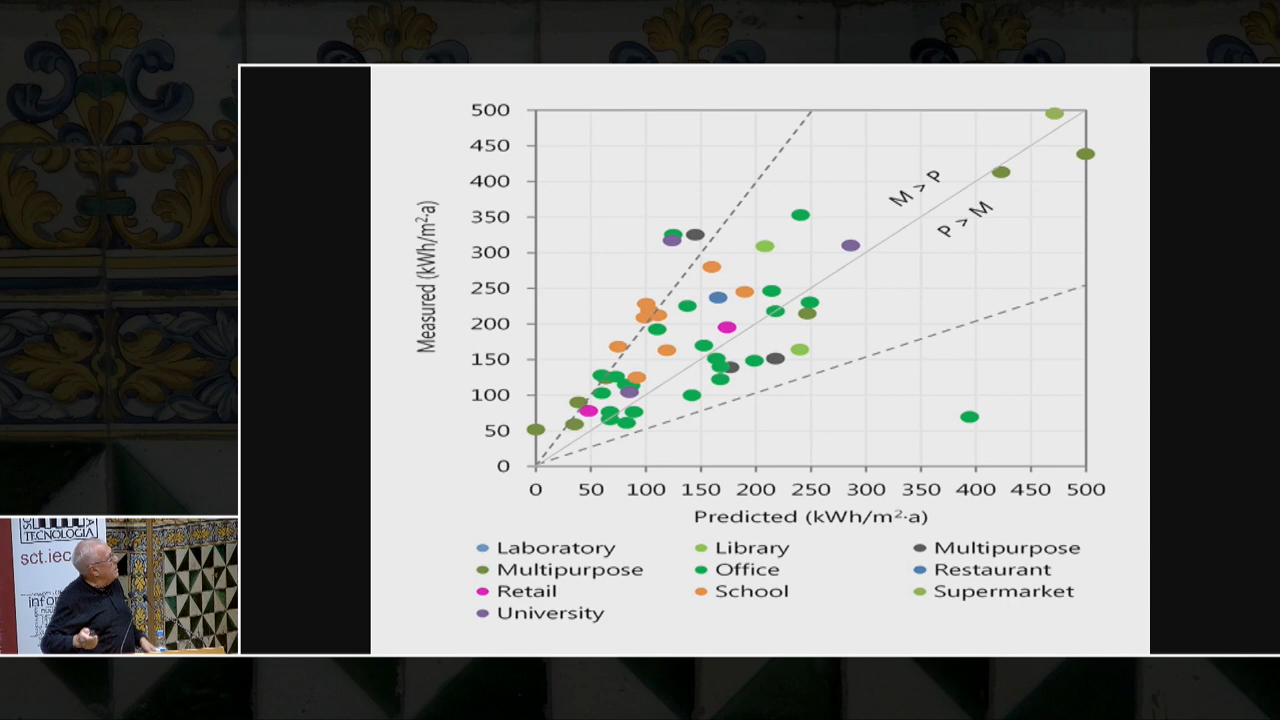 500
450
400
350
300
250
200
150
100
50
0
Measured (kWh/m²·a)
M > P
P > M
0 50 100 150 200 250 300 350 400 450 500
Predicted (kWh/m²·a)
Laboratory Library Multipurpose
Multipurpose Office Restaurant
Retail School Supermarket
University
TECNOLOGIA
sct.iec